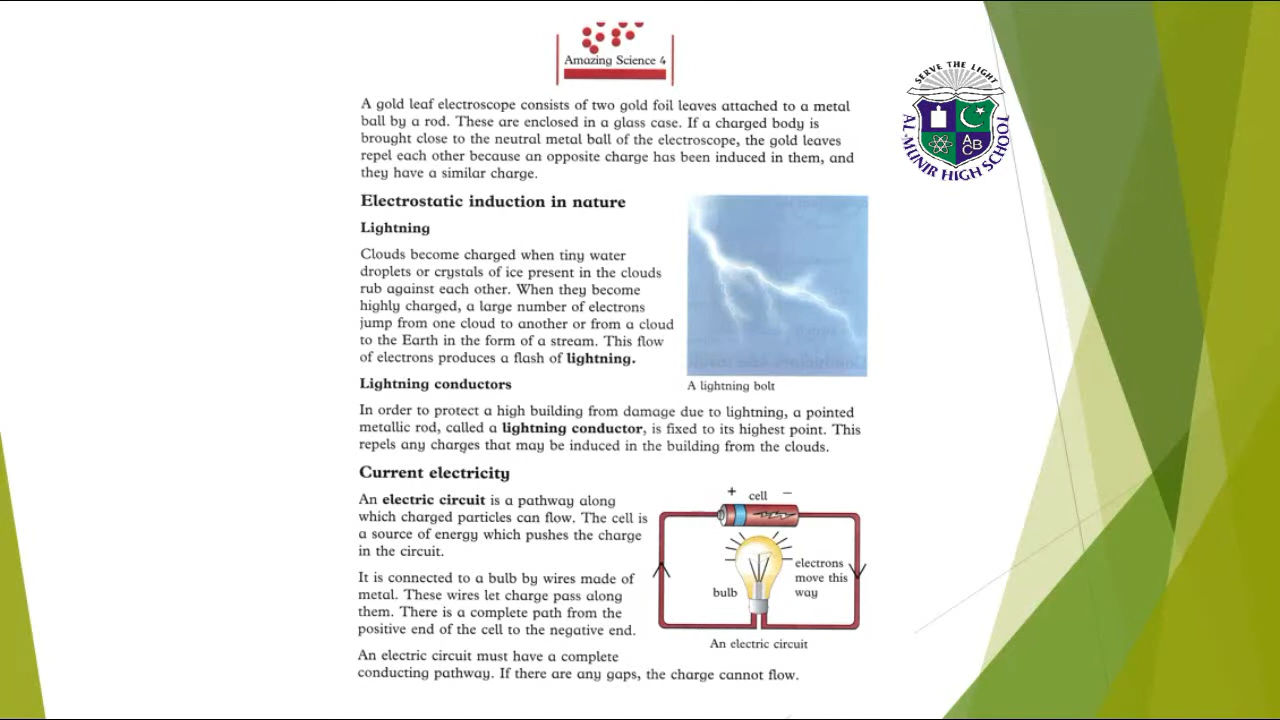 Amazing Science 4
SERVE THE LIGHT
ABC
AL-MUNIR HIGH SCHOOL
A gold leaf electroscope consists of two gold foil leaves attached to a metal
ball by a rod. These are enclosed in a glass case. If a charged body is
brought close to the neutral metal ball of the electroscope, the gold leaves
repel each other because an opposite charge has been induced in them, and
they have a similar charge.
Electrostatic induction in nature
Lightning
Clouds become charged when tiny water
droplets or crystals of ice present in the clouds
rub against each other. When they become
highly charged, a large number of electrons
jump from one cloud to another or from a cloud
to the Earth in the form of a stream. This flow
of electrons produces a flash of lightning.
A lightning bolt
Lightning conductors
In order to protect a high building from damage due to lightning, a pointed
metallic rod, called a lightning conductor, is fixed to its highest point. This
repels any charges that may be induced in the building from the clouds.
Current electricity
An electric circuit is a pathway along
which charged particles can flow. The cell is
a source of energy which pushes the charge
in the circuit.
It is connected to a bulb by wires made of
metal. These wires let charge pass along
them. There is a complete path from the
positive end of the cell to the negative end.
+ cell −
bulb
electrons
move this
way
An electric circuit
An electric circuit must have a complete
conducting pathway. If there are any gaps, the charge cannot flow.